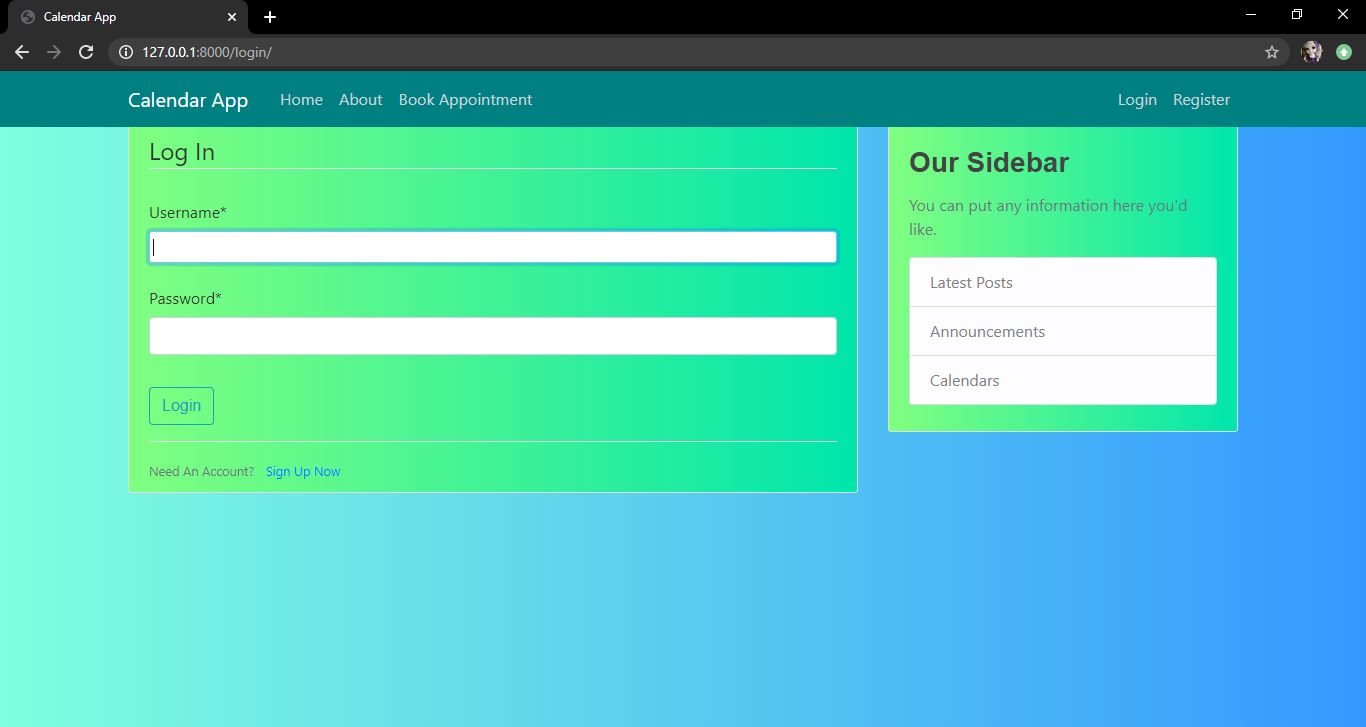 Calendar App
127.0.0.1:8000/login/
Calendar App Home About Book Appointment Login Register
Log In
Username*
Password*
Login
Need An Account? Sign Up Now
Our Sidebar
You can put any information here you'd
like.
Latest Posts
Announcements
Calendars